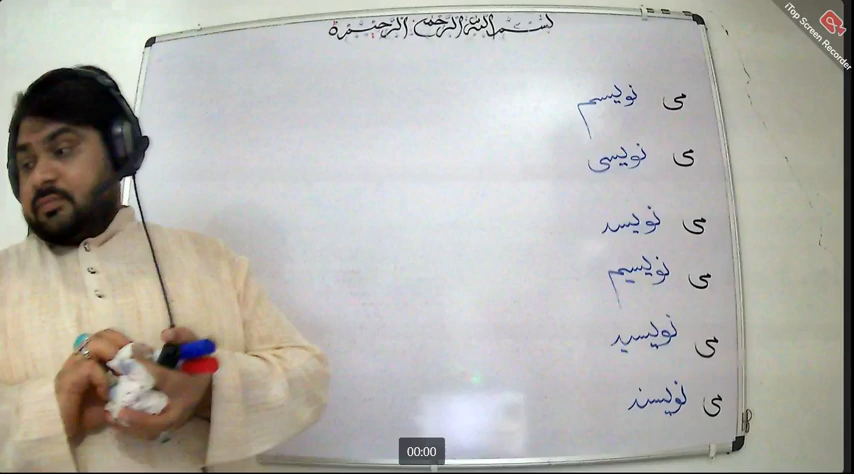 بسم الله الرحمن الرحیم
می نویسم
می نویسی
می نویسد
می نویسیم
می نویسید
می نویسند
iTop Screen Recorder
00:00